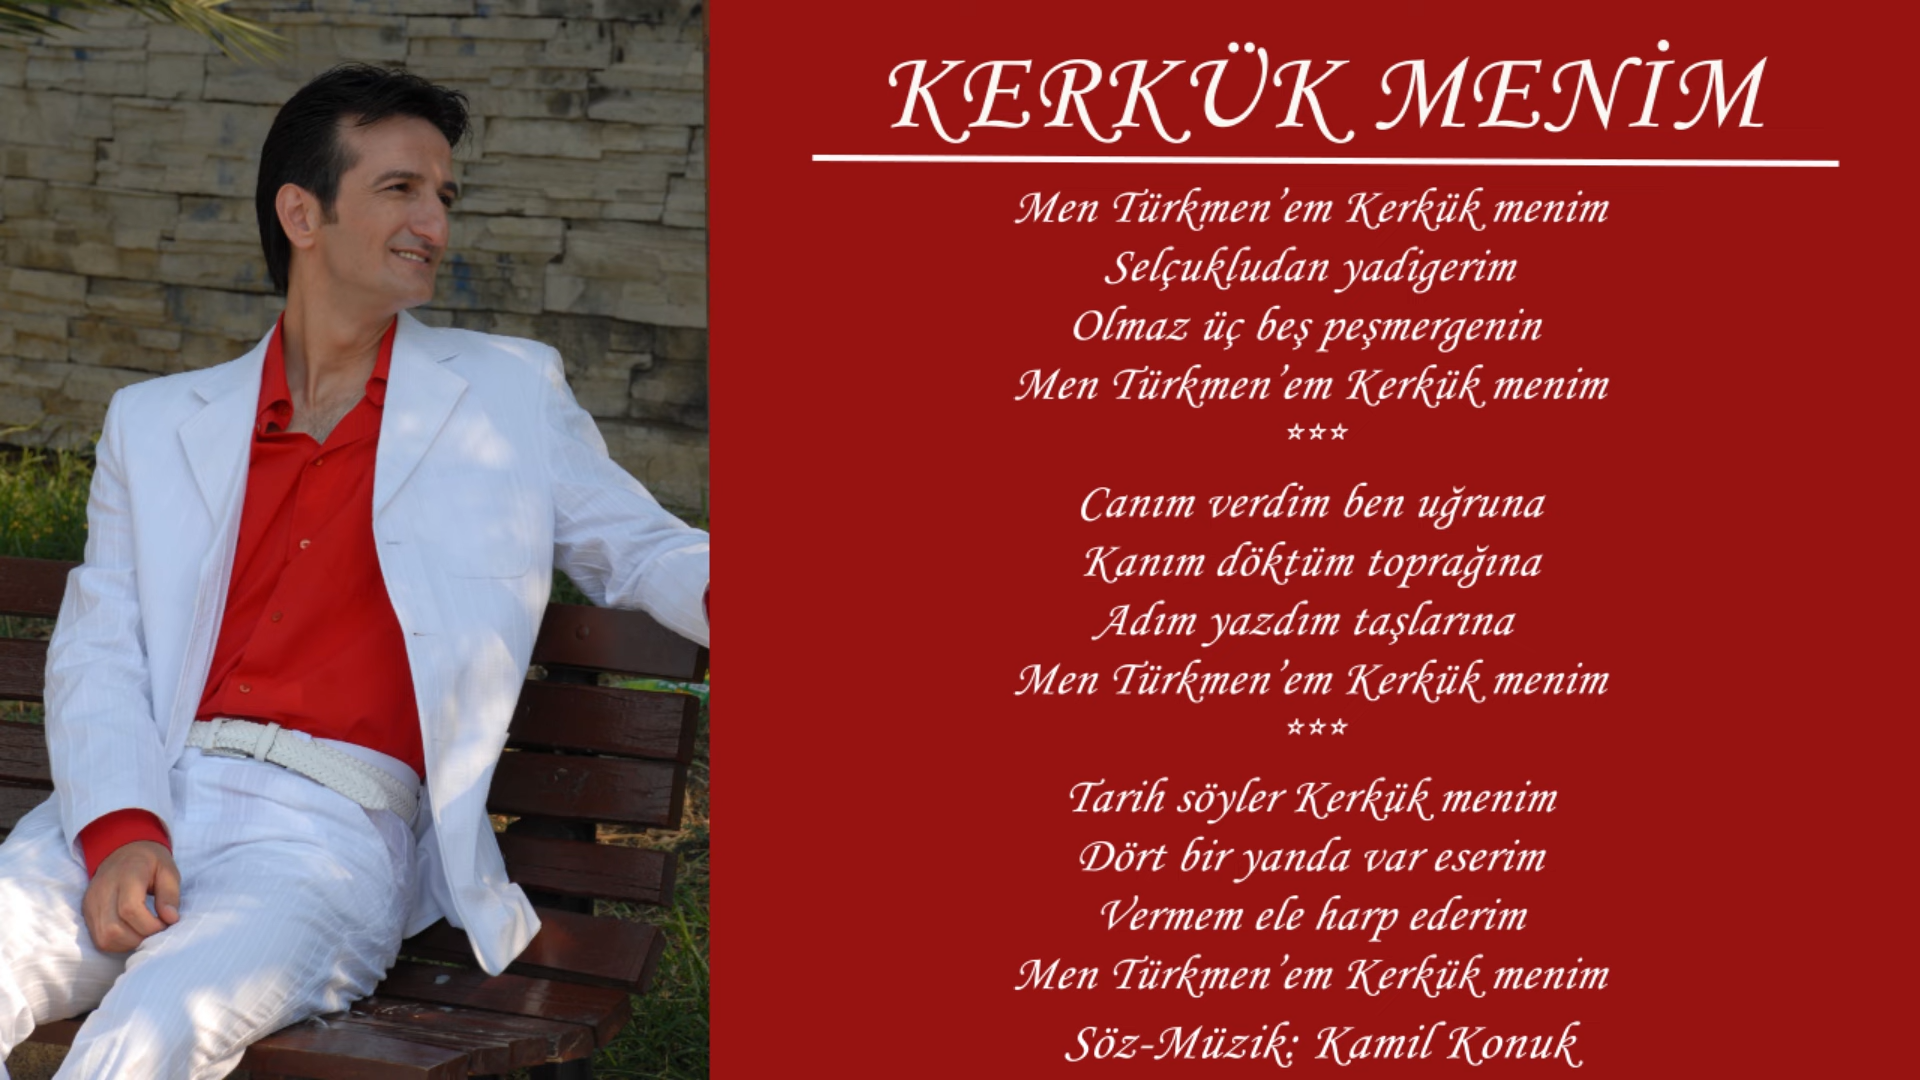 KERKÜK MENİM
Men Türkmen'em Kerkük menim
Selçukludan yadigerim
Olmaz üç beş peşmergenin
Men Türkmen'em Kerkük menim
***
Canım verdim ben uğruna
Kanım döktüm toprağına
Adım yazdım taşlarına
Men Türkmen'em Kerkük menim
***
Tarih söyler Kerkük menim
Dört bir yanda var eserim
Vermem ele harp ederim
Men Türkmen'em Kerkük menim
Söz-Müzik: Kamil Konuk